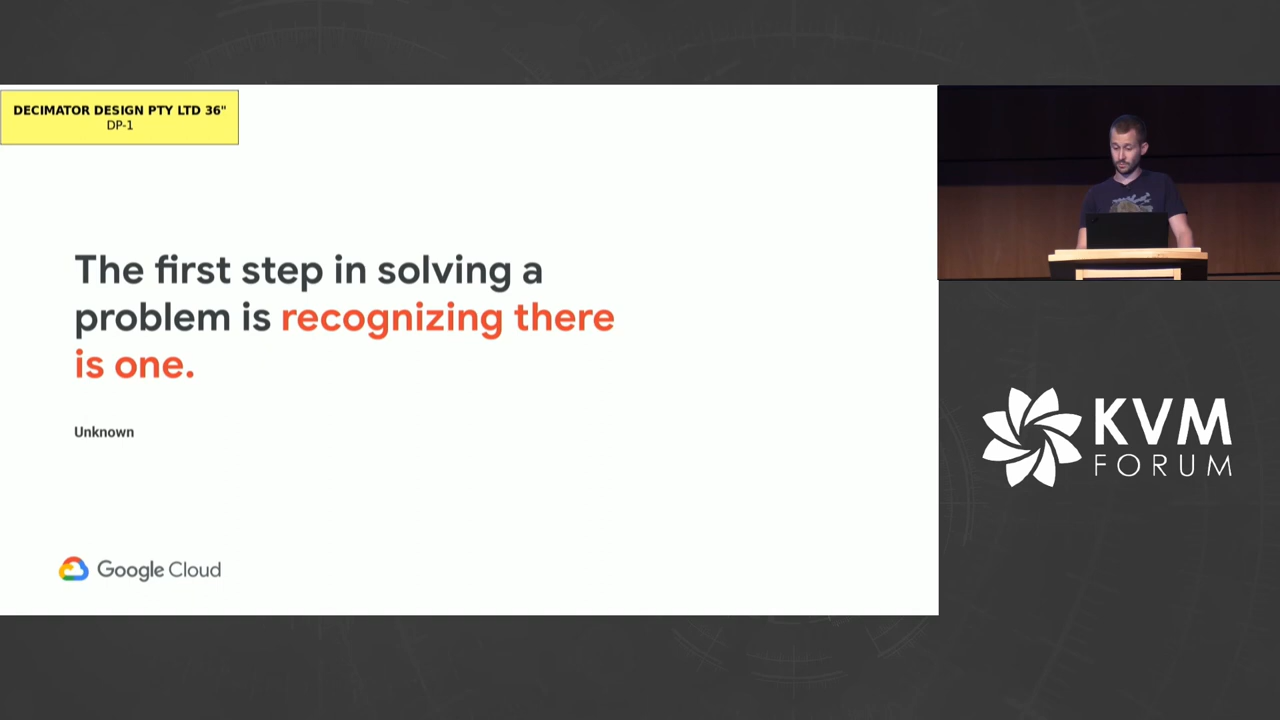 DECIMATOR DESIGN PTY LTD 36"
DP-1
The first step in solving a
problem is recognizing there
is one.
Unknown
Google Cloud
KVM
FORUM